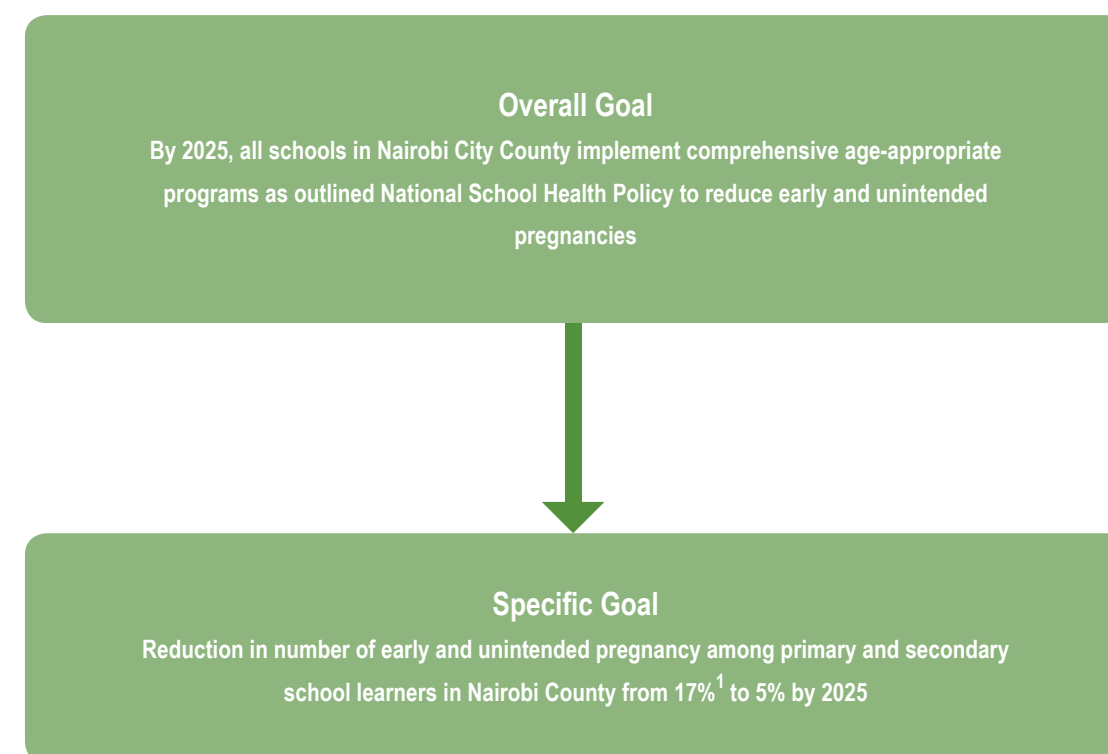 Overall Goal
By 2025, all schools in Nairobi City County implement comprehensive age-appropriate
programs as outlined National School Health Policy to reduce early and unintended
pregnancies
Specific Goal
Reduction in number of early and unintended pregnancy among primary and secondary
school learners in Nairobi County from 17%1 to 5% by 2025